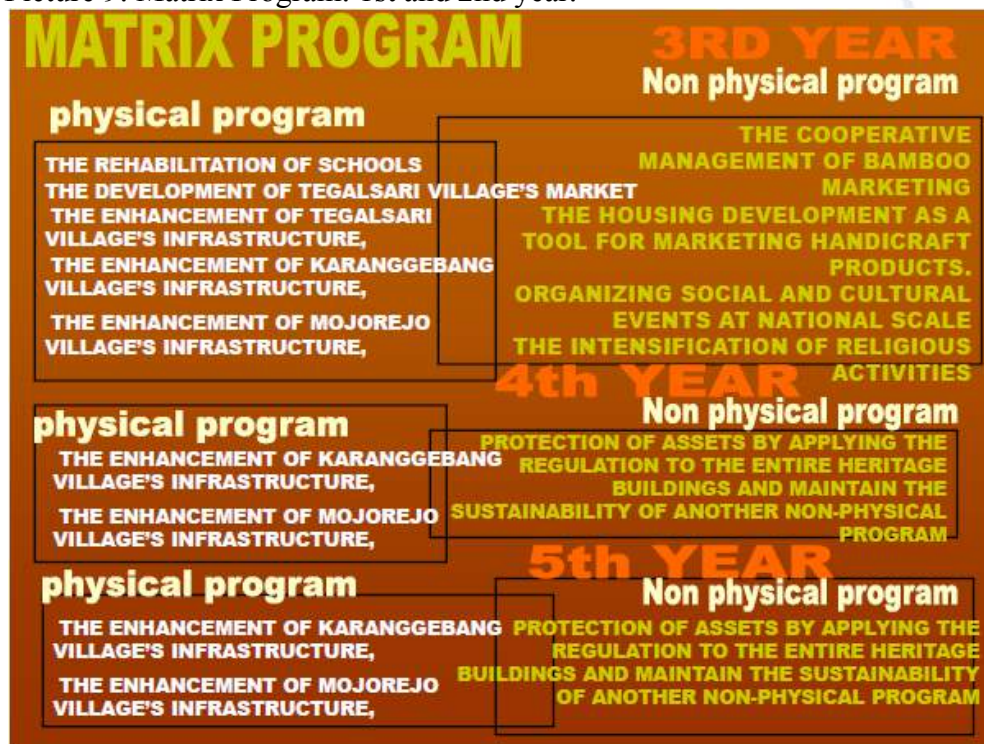 Picture 9. Matrix Program. 1st and 2nd year.
MATRIX PROGRAM
3RD YEAR
physical program
THE REHABILITATION OF SCHOOLS
THE DEVELOPMENT OF TEGALSARI VILLAGE'S MARKET
THE ENHANCEMENT OF TEGALSARI
VILLAGE'S INFRASTRUCTURE,
THE ENHANCEMENT OF KARANGGEBANG
VILLAGE'S INFRASTRUCTURE,
THE ENHANCEMENT OF MOJOREJO
VILLAGE'S INFRASTRUCTURE,
Non physical program
THE COOPERATIVE
MANAGEMENT OF BAMBOO
MARKETING
THE HOUSING DEVELOPMENT AS A
TOOL FOR MARKETING HANDICRAFT
PRODUCTS.
ORGANIZING SOCIAL AND CULTURAL
EVENTS AT NATIONAL SCALE
THE INTENSIFICATION OF RELIGIOUS
ACTIVITIES
4th YEAR
physical program
THE ENHANCEMENT OF KARANGGEBANG
VILLAGE'S INFRASTRUCTURE,
THE ENHANCEMENT OF MOJOREJO
VILLAGE'S INFRASTRUCTURE,
Non physical program
PROTECTION OF ASSETS BY APPLYING THE
REGULATION TO THE ENTIRE HERITAGE
BUILDINGS AND MAINTAIN THE
SUSTAINABILITY OF ANOTHER NON-PHYSICAL
PROGRAM
5th YEAR
physical program
THE ENHANCEMENT OF KARANGGEBANG
VILLAGE'S INFRASTRUCTURE,
THE ENHANCEMENT OF MOJOREJO
VILLAGE'S INFRASTRUCTURE,
Non physical program
PROTECTION OF ASSETS BY APPLYING THE
REGULATION TO THE ENTIRE HERITAGE
BUILDINGS AND MAINTAIN THE SUSTAINABILITY
OF ANOTHER NON-PHYSICAL PROGRAM